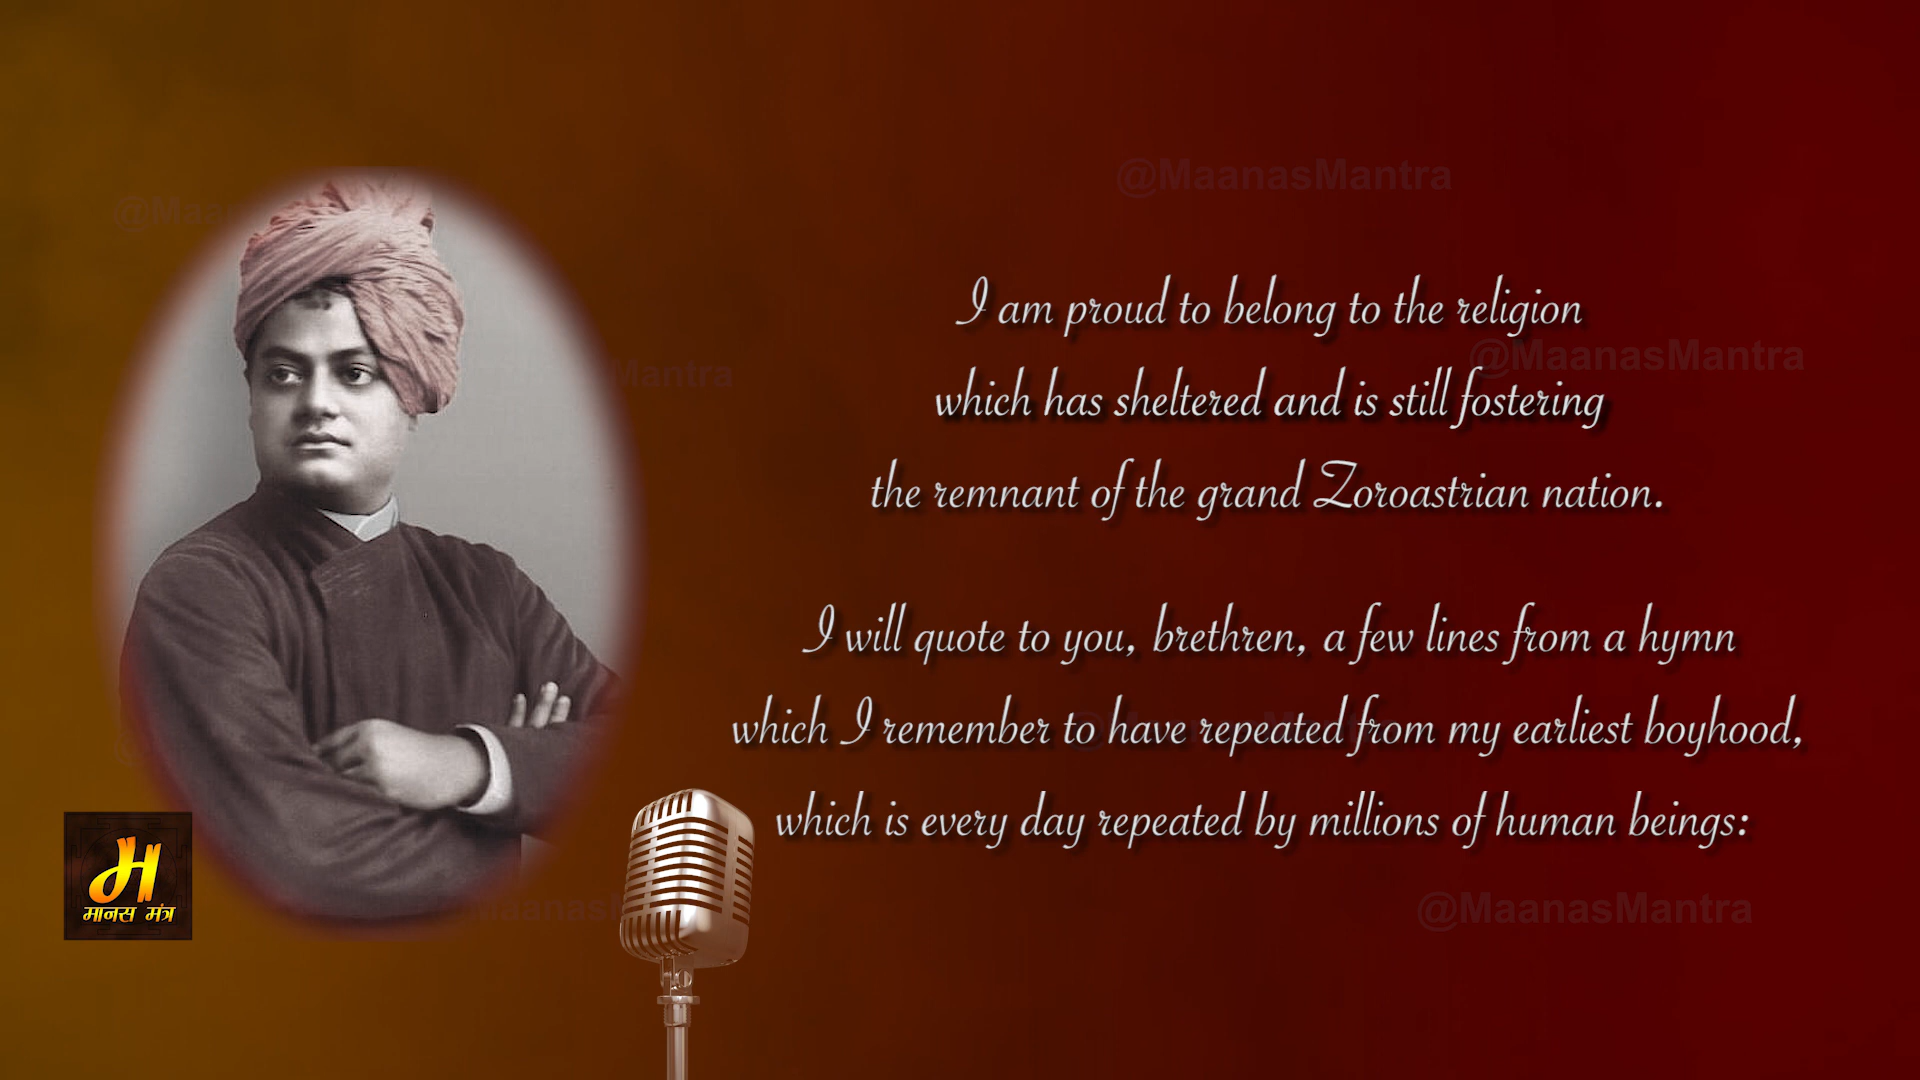 @MaanasMantra
I am proud to belong to the religion
@MaanasMantra
which has sheltered and is still fostering
the remnant of the grand Zoroastrian nation.
I will quote to you, brethren, a few lines from a hymn
which I remember to have repeated from my earliest boyhood,
which is every day repeated by millions of human beings:
म
मानस मंत्र
@MaanasMantra